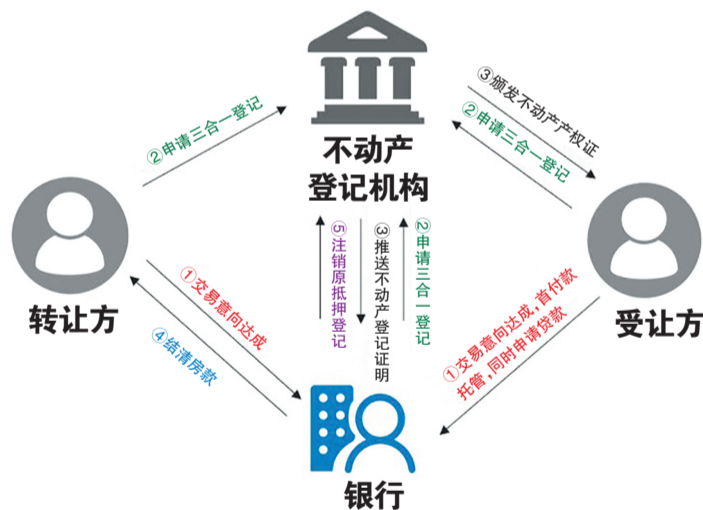 ②申请三合一登记
③颁发不动产产权证
②申请三合一登记
不动产
登记机构
转让方
受让方
①交易意向达成
④结清房款
⑤注销原抵押登记
③推送不动产登记证明
②申请三合一登记
①交易意向达成,首付款
托管,同时申请贷款
银行